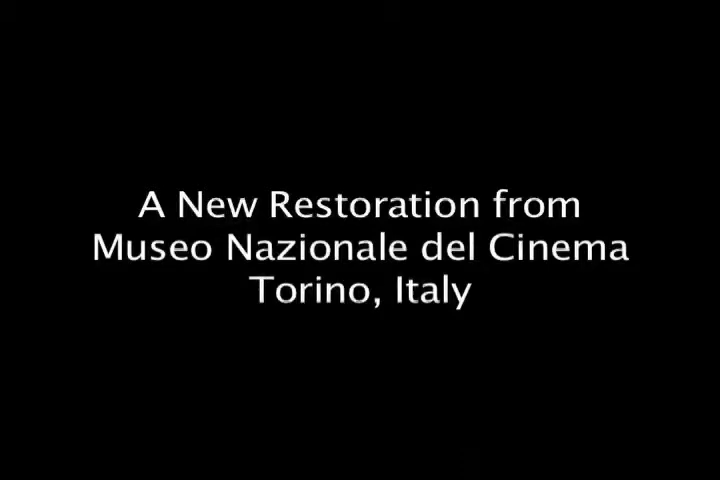 A New Restoration from
Museo Nazionale del Cinema
Torino, Italy